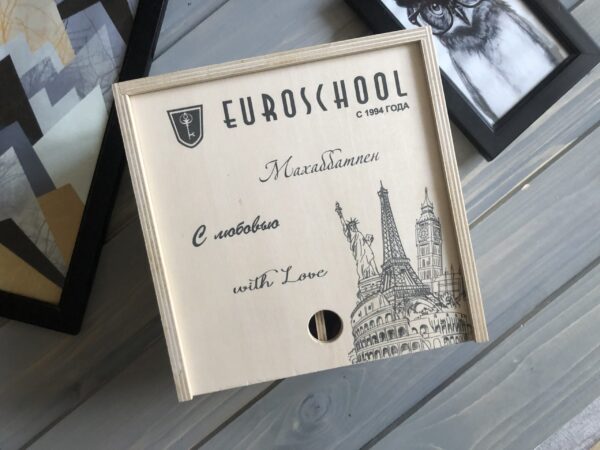 EUROSCHOOL
С 1994 ГОДА
Махаббатпен
С любовью
with Love